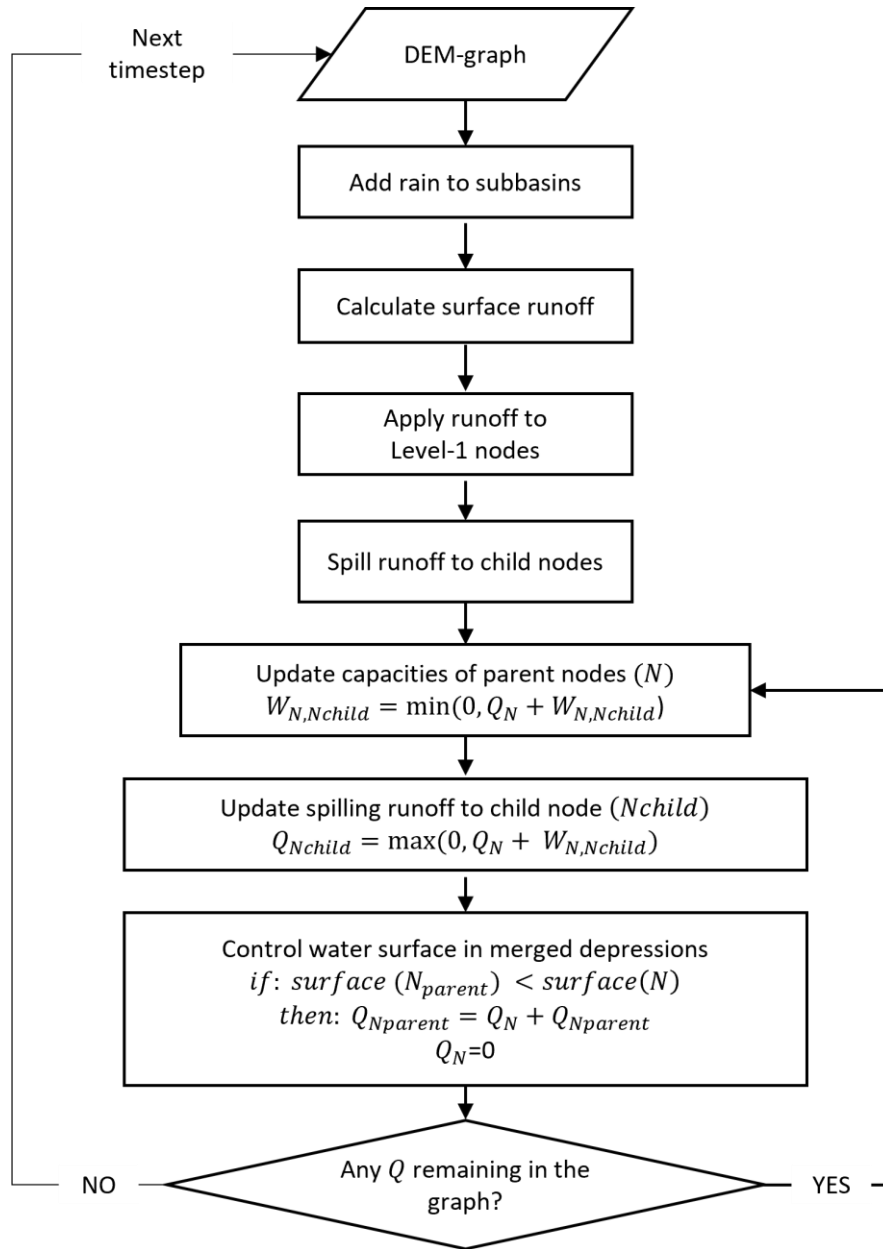 Next
timestep
DEM-graph
Add rain to subbasins
Calculate surface runoff
Apply runoff to
Level-1 nodes
Spill runoff to child nodes
Update capacities of parent nodes (N)
W_{N,Nchild} = min(0, Q_N + W_{N,Nchild})
Update spilling runoff to child node (Nchild)
Q_{Nchild} = max(0, Q_N + W_{N,Nchild})
Control water surface in merged depressions
if: surface (N_{parent}) < surface(N)
then: Q_{Nparent} = Q_N + Q_{Nparent}
Q_N=0
Any Q remaining in the
graph?
NO
YES